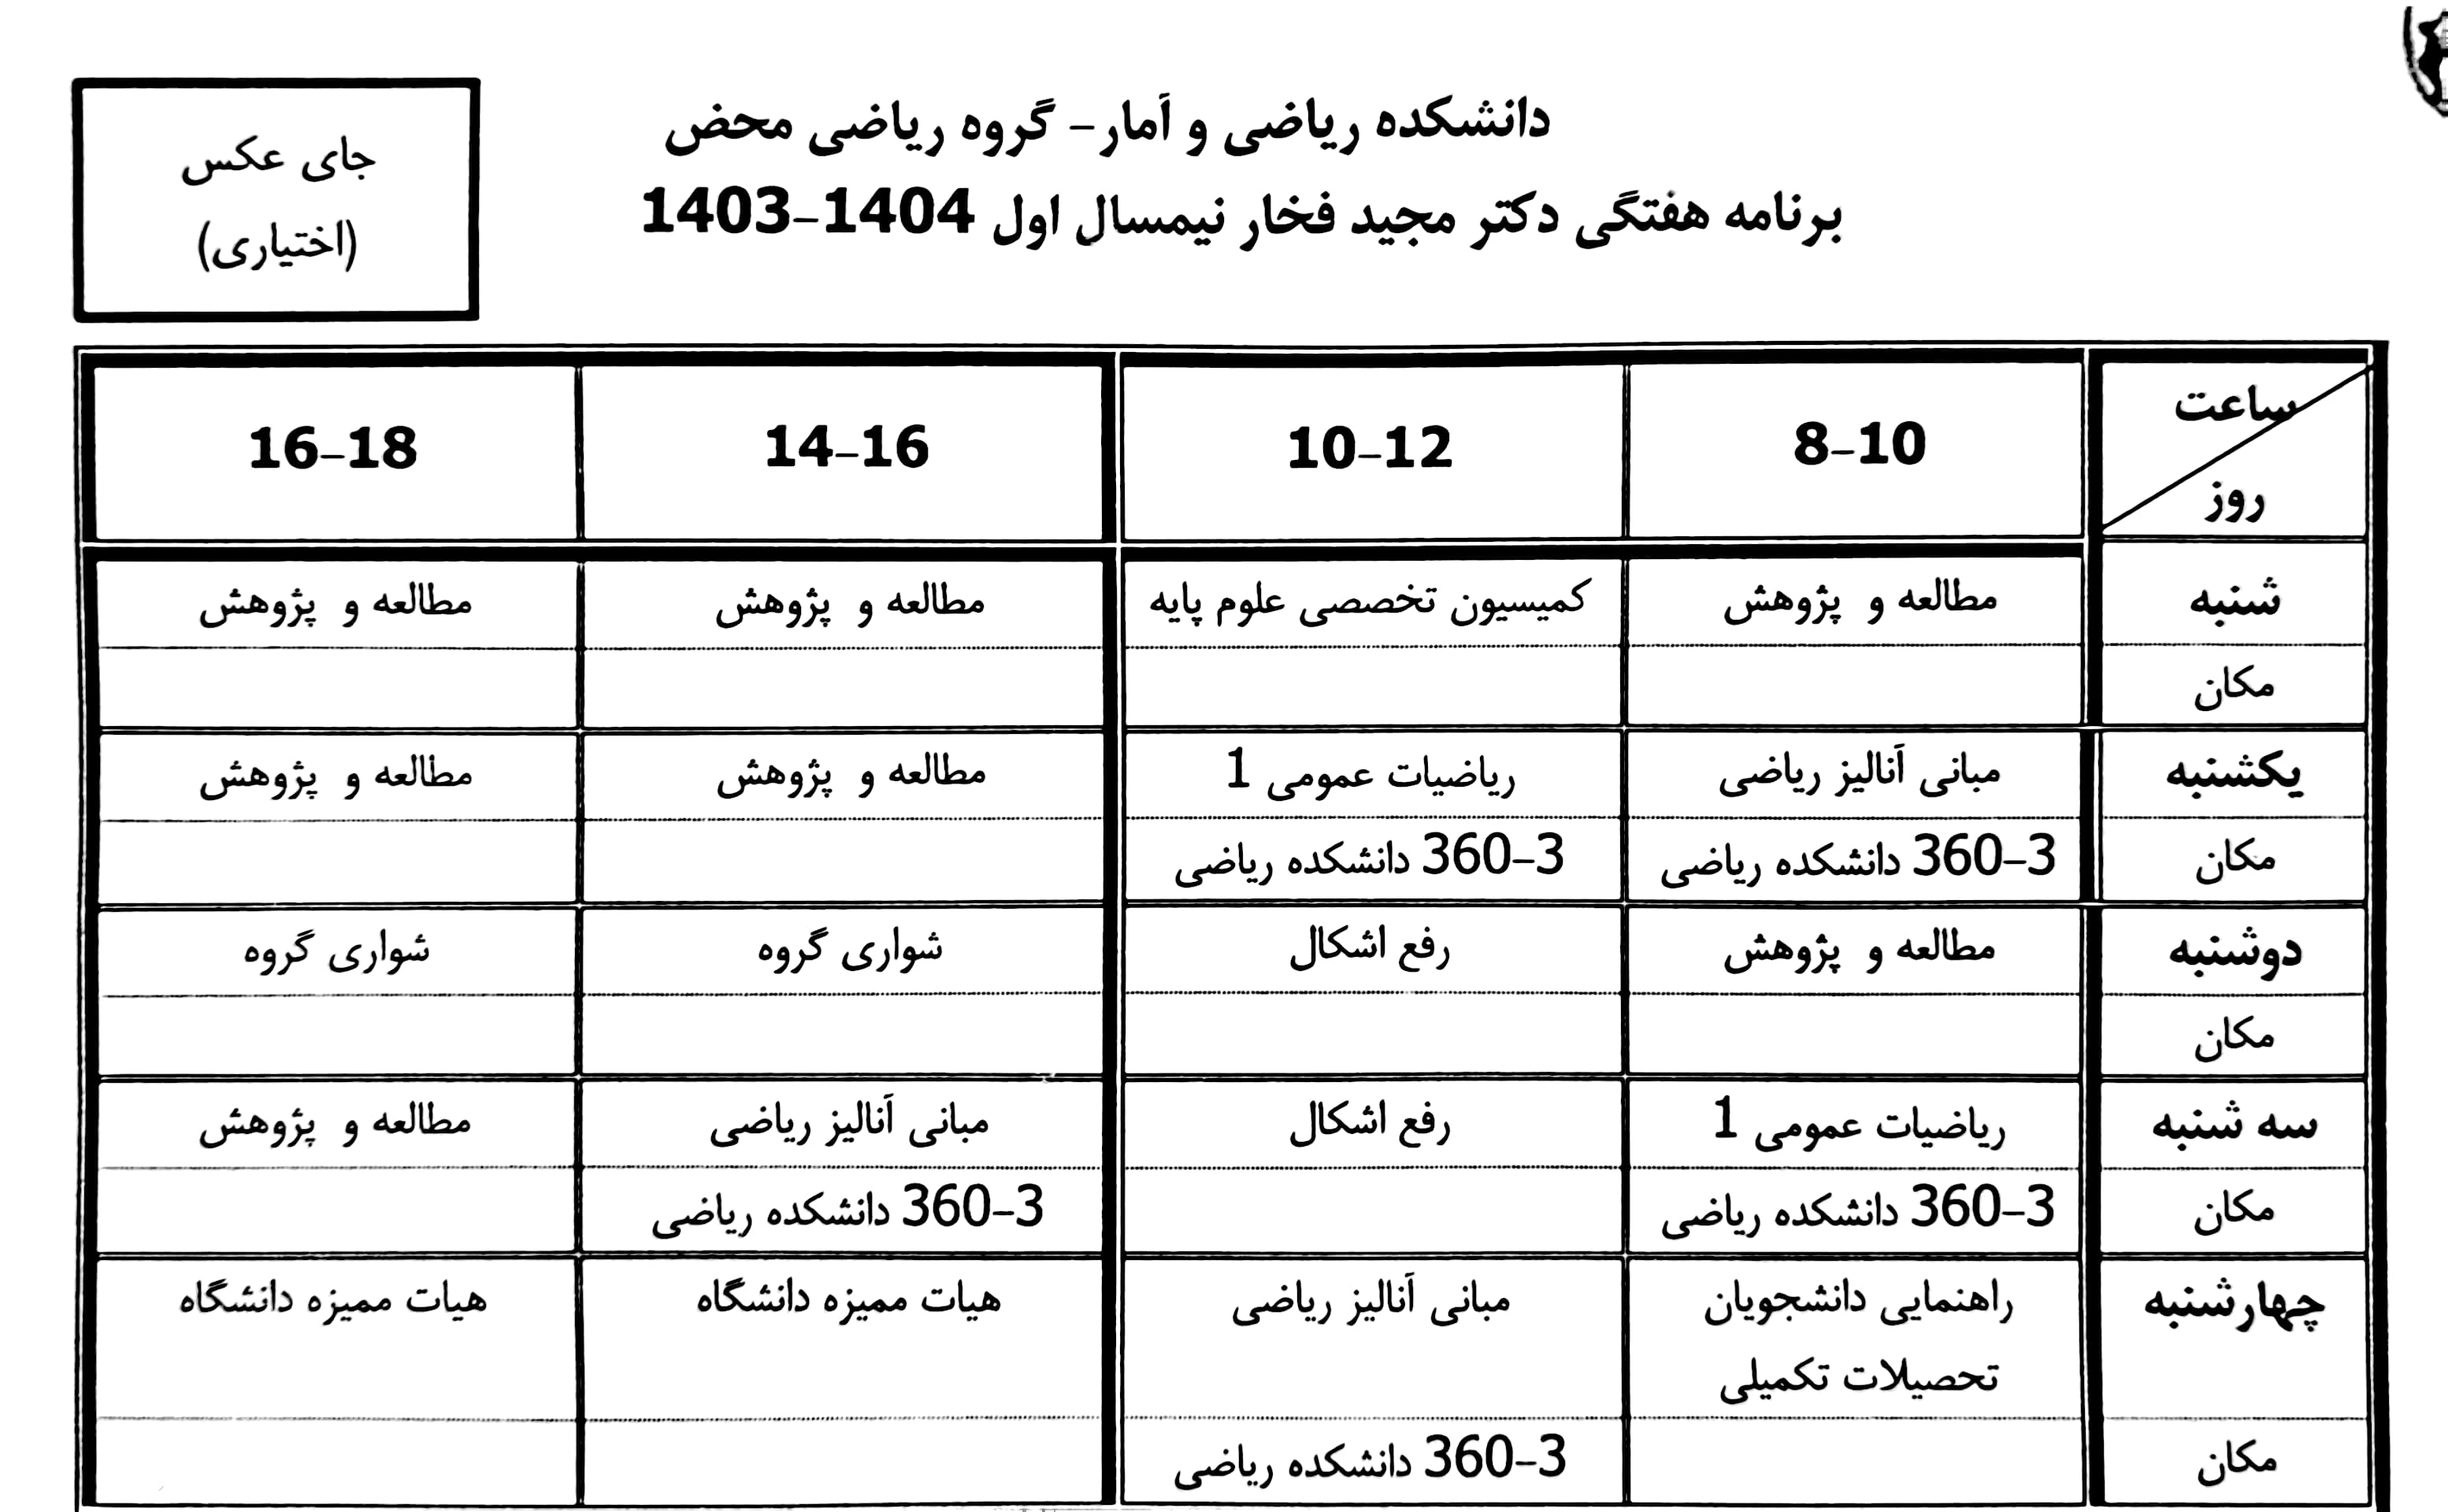 دانشکده ریاضی و آمار- گروه ریاضی محض
برنامه هفتگی دکتر مجید فخار نیمسال اول 1404-1403
جای عکس
(اختیاری)
ساعت
روز
8-10
10-12
14-16
16-18
شنبه
مطالعه و پژوهش
کمیسیون تخصصی علوم پایه
مطالعه و پژوهش
مطالعه و پژوهش
مکان
یکشنبه
مبانی آنالیز ریاضی
ریاضیات عمومی 1
مطالعه و پژوهش
مطالعه و پژوهش
مکان
360-3 دانشکده ریاضی
360-3 دانشکده ریاضی
دوشنبه
مطالعه و پژوهش
رفع اشکال
شواری گروه
شواری گروه
مکان
سه شنبه
ریاضیات عمومی 1
رفع اشکال
مبانی آنالیز ریاضی
مطالعه و پژوهش
مکان
360-3 دانشکده ریاضی
360-3 دانشکده ریاضی
چهارشنبه
راهنمایی دانشجویان
تحصیلات تکمیلی
مبانی آنالیز ریاضی
هیات ممیزه دانشگاه
هیات ممیزه دانشگاه
مکان
360-3 دانشکده ریاضی